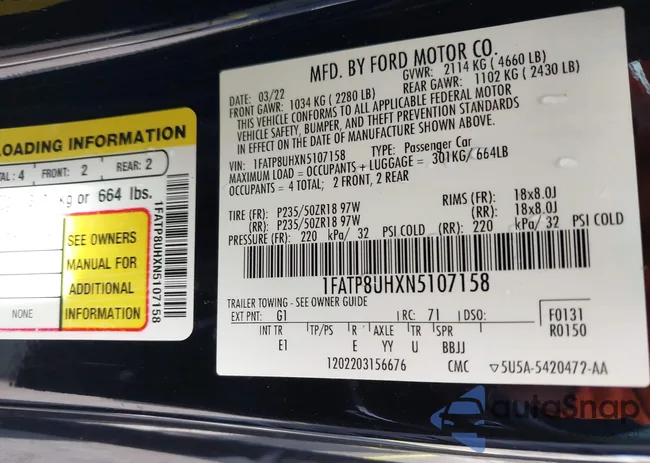 LOADING INFORMATION
TAL: 4 FRONT: 2 REAR: 2
kg or 664 lbs.
SEE OWNERS
MANUAL FOR
ADDITIONAL
INFORMATION
NONE
1FATP8UHXN5107158
MFD. BY FORD MOTOR CO.
DATE: 03/22 GVWR: 2114 KG ( 4660 LB)
FRONT GAWR: 1034 KG ( 2280 LB) REAR GAWR: 1102 KG ( 2430 LB)
THIS VEHICLE CONFORMS TO ALL APPLICABLE FEDERAL MOTOR
VEHICLE SAFETY, BUMPER, AND THEFT PREVENTION STANDARDS
IN EFFECT ON THE DATE OF MANUFACTURE SHOWN ABOVE.
VIN: 1FATP8UHXN5107158 TYPE: Passenger Car
MAXIMUM LOAD = OCCUPANTS + LUGGAGE = 301KG/664LB
OCCUPANTS = 4 TOTAL; 2 FRONT, 2 REAR
TIRE (FR): P235/50ZR18 97W RIMS (FR): 18x8.0J
(RR): P235/50ZR18 97W (RR): 18x8.0J
PRESSURE (FR): 220 kPa/ 32 PSI COLD (RR): 220 kPa/ 32 PSI COLD
1FATP8UHXN5107158
TRAILER TOWING - SEE OWNER GUIDE
EXT PNT: G1 RC: 71 DSO: F0131
INT TR TP/PS R AXLE TR SPR R0150
E1 E YY U BBJJ
1202203156676 CMC ▽5U5A-5420472-AA
autoSnap